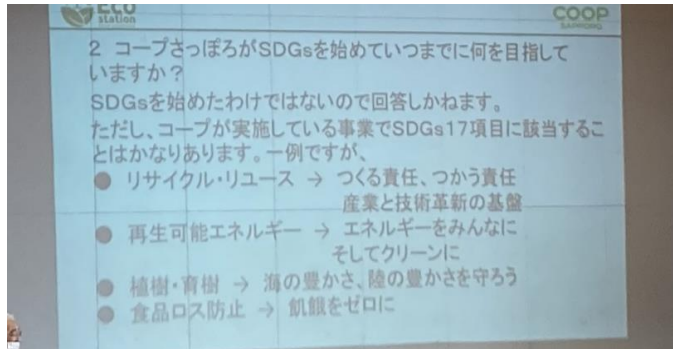 ECO
station
COOP
SAPPORO
2 コープさっぽろがSDGsを始めていつまでに何を目指して
いますか？
SDGsを始めたわけではないので回答しかねます。
ただし、コープが実施している事業でSDGs17項目に該当するこ
とはかなりあります。一例ですが、
● リサイクル・リユース → つくる責任、つかう責任
産業と技術革新の基盤
● 再生可能エネルギー → エネルギーをみんなに
そしてクリーンに
● 植樹・育樹 → 海の豊かさ、陸の豊かさを守ろう
● 食品ロス防止 → 飢餓をゼロに